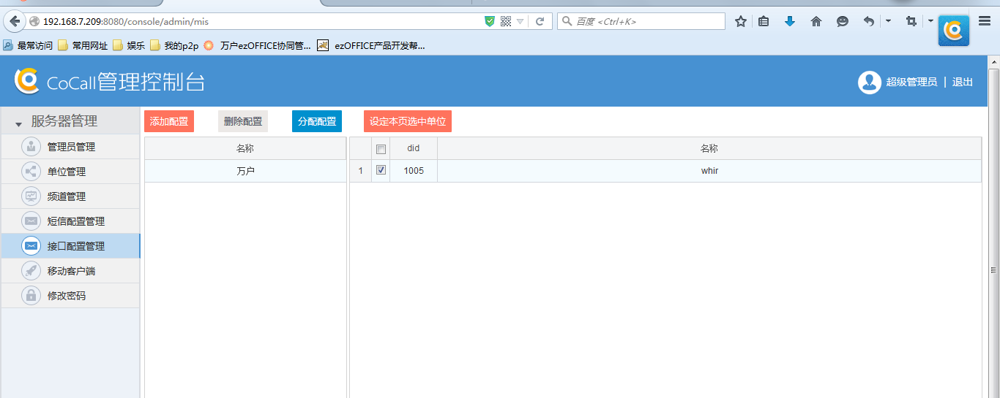 192.168.7.209:8080/console/admin/mis
百度 <Ctrl+K>
最常访问 常用网址 娱乐 我的p2p 万户ezOFFICE协同管... ezOFFICE产品开发帮...
CoCall管理控制台
超级管理员 | 退出
服务器管理
管理员管理
单位管理
频道管理
短信配置管理
接口配置管理
移动客户端
修改密码
添加配置 删除配置 分配配置 设定本页选中单位
名称
万户
did 名称
1 1005 whir